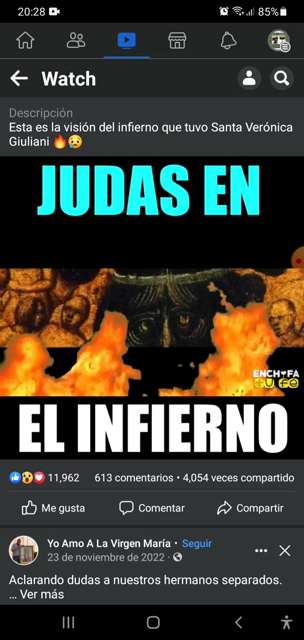 20:28
85%
Watch
Descripción
Esta es la visión del infierno que tuvo Santa Verónica
Giuliani 🔥😥
JUDAS EN
ENCHUFA
tu fe
EL INFIERNO
11,962
613 comentarios • 4,054 veces compartido
Me gusta
Comentar
Compartir
Yo Amo A La Virgen María • Seguir
23 de noviembre de 2022 •
Aclarando dudas a nuestros hermanos separados.
... Ver más